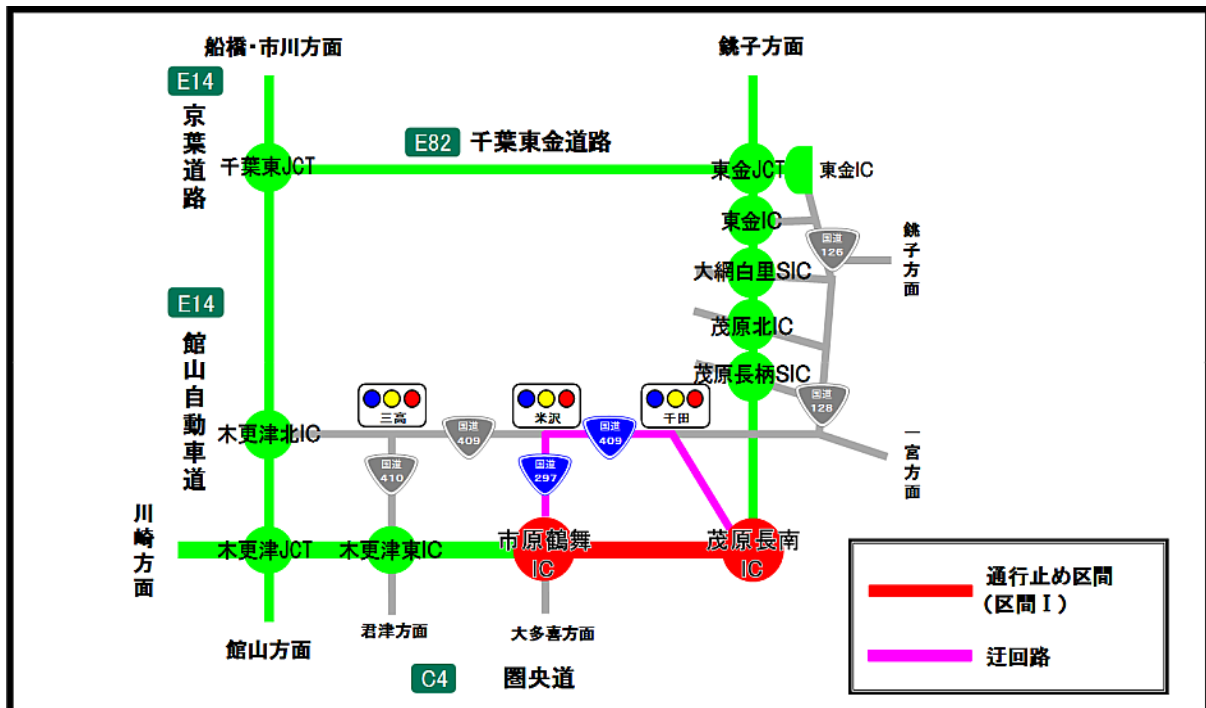 船橋・市川方面
銚子方面
E14
京葉道路
E82 千葉東金道路
千葉東JCT
東金JCT
東金IC
東金IC
国道
126
銚子方面
大網白里SIC
E14
館山自動車道
茂原北IC
茂原長柄SIC
国道
128
三高
米沢
千田
木更津北IC
国道
409
国道
409
一宮方面
国道
410
国道
297
川崎方面
木更津JCT
木更津東IC
市原鶴舞
IC
茂原長南
IC
館山方面
君津方面
大多喜方面
C4 圏央道
通行止め区間
(区間Ⅰ)
迂回路